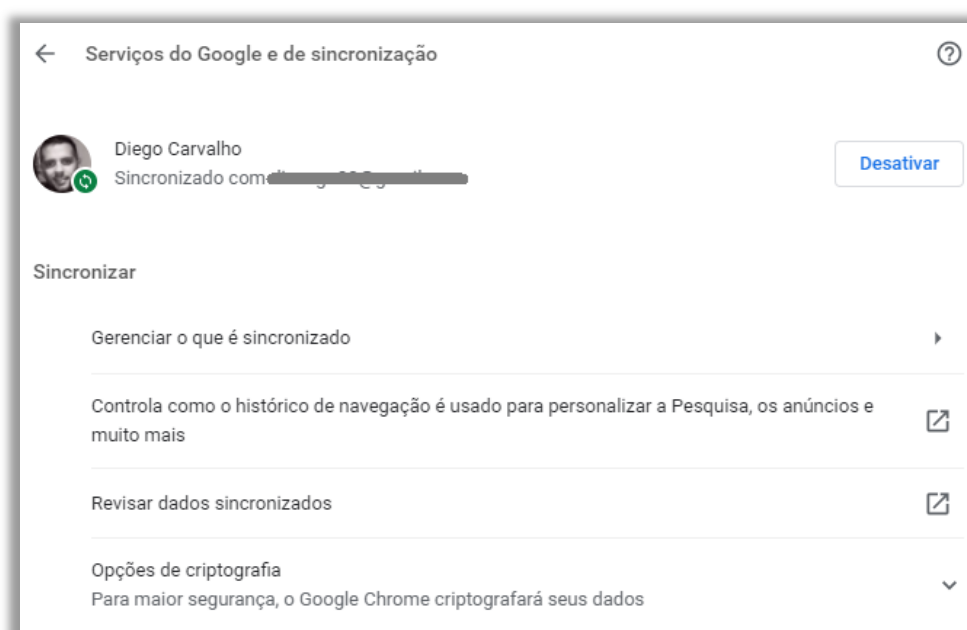 Serviços do Google e de sincronização
Diego Carvalho
Desativar
Sincronizado com
Sincronizar
Gerenciar o que é sincronizado
Controla como o histórico de navegação é usado para personalizar a Pesquisa, os anúncios e
muito mais
Revisar dados sincronizados
Opções de criptografia
Para maior segurança, o Google Chrome criptografará seus dados